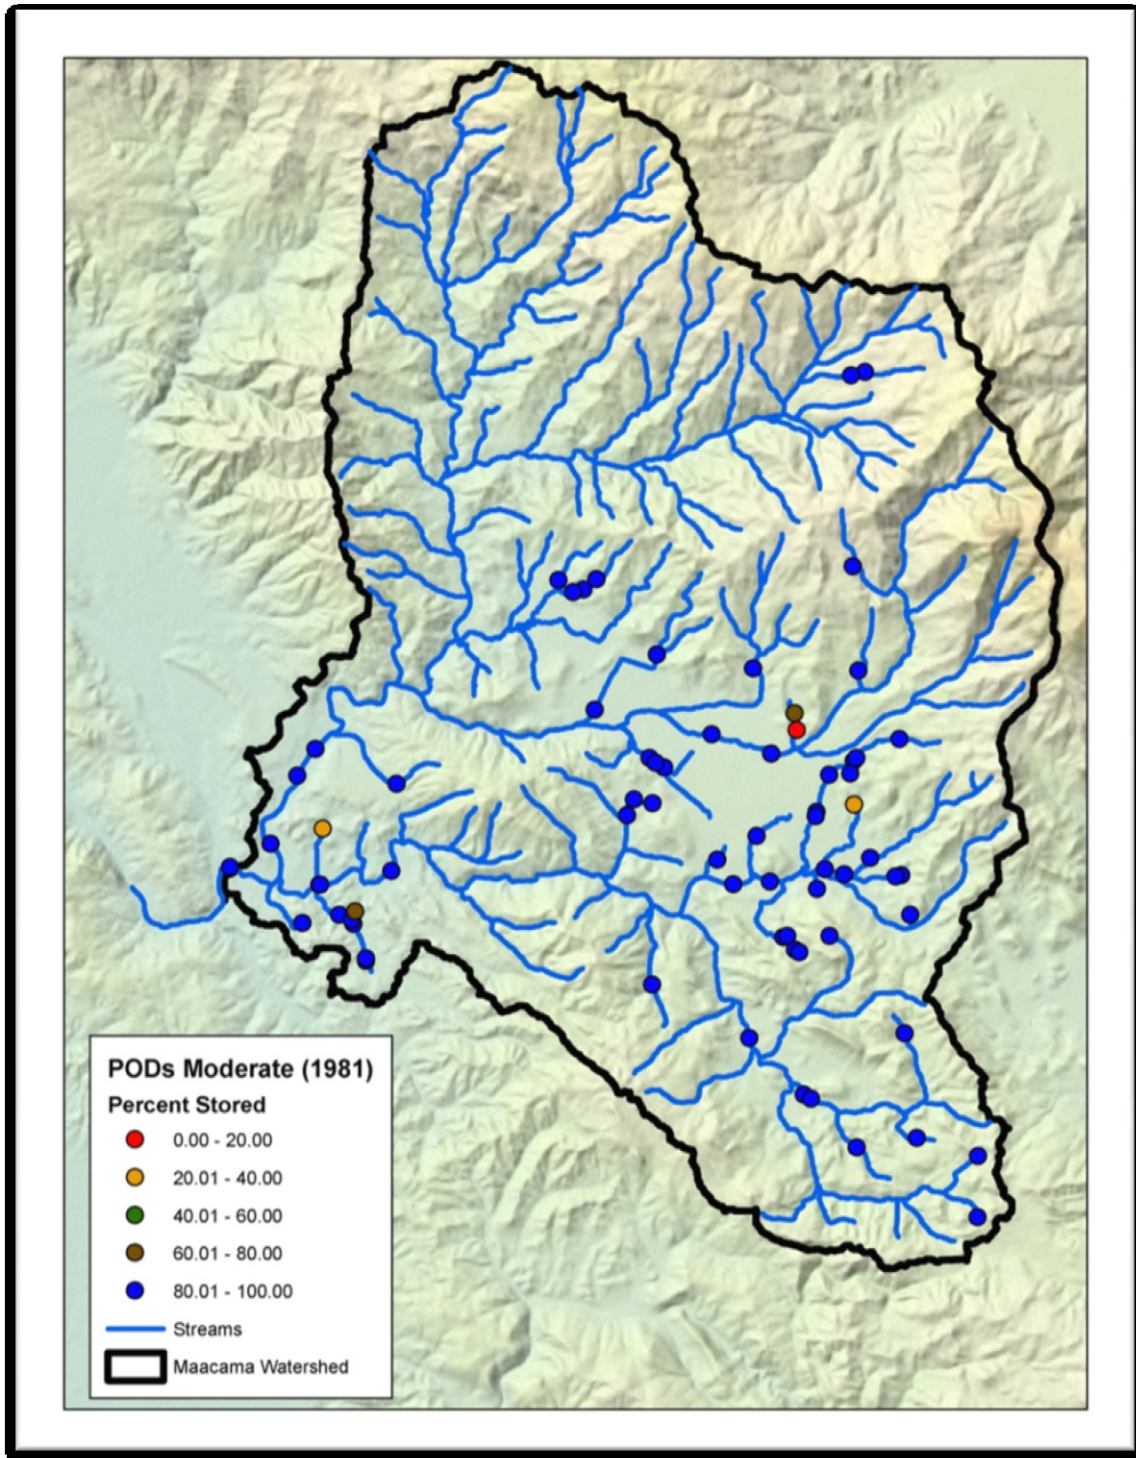 PODs Moderate (1981)
Percent Stored
0.00 - 20.00
20.01 - 40.00
40.01 - 60.00
60.01 - 80.00
80.01 - 100.00
Streams
Maacama Watershed